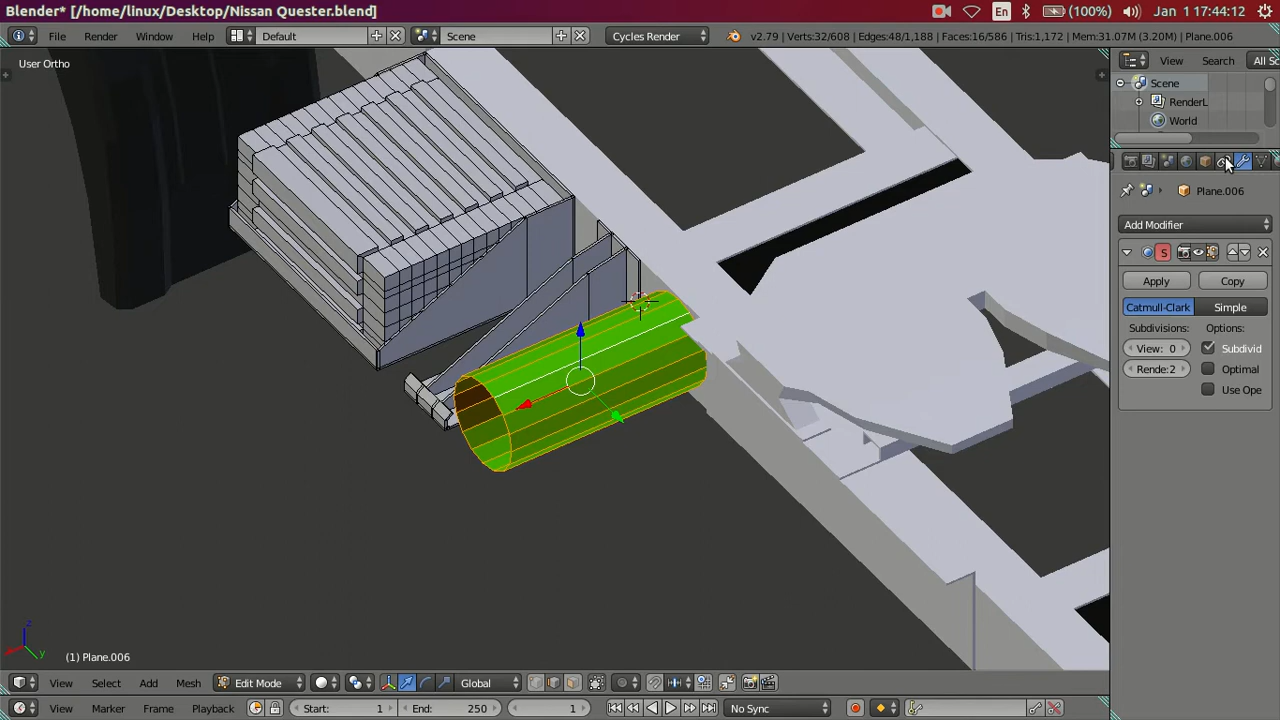 Blender* [/home/linux/Desktop/Nissan Quester.blend]
En (100%) Jan 1 17:44:12
File Render Window Help Default Scene Cycles Render v2.79 | Verts:32/608 | Edges:48/1,188 | Faces:16/586 | Tris:1,172 | Mem:31.07M (3.20M) | Plane.006
User Ortho
View Search All Sc
Scene
RenderL
World
Plane.006
Add Modifier
S
Apply Copy
Catmull-Clark Simple
Subdivisions: Options:
View: 0 Subdivid
Rende:2 Optimal
Use Ope
z
x y
(1) Plane.006
View Select Add Mesh Edit Mode Global
View Marker Frame Playback Start: 1 End: 250 1 No Sync